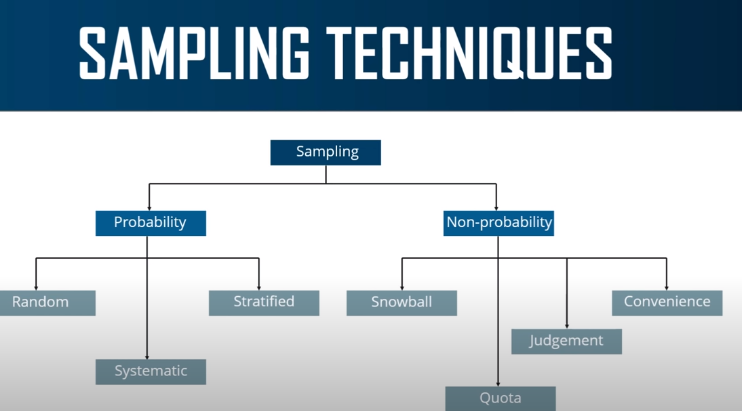 SAMPLING TECHNIQUES
Sampling
Probability
Non-probability
Random
Stratified
Snowball
Convenience
Judgement
Systematic
Quota